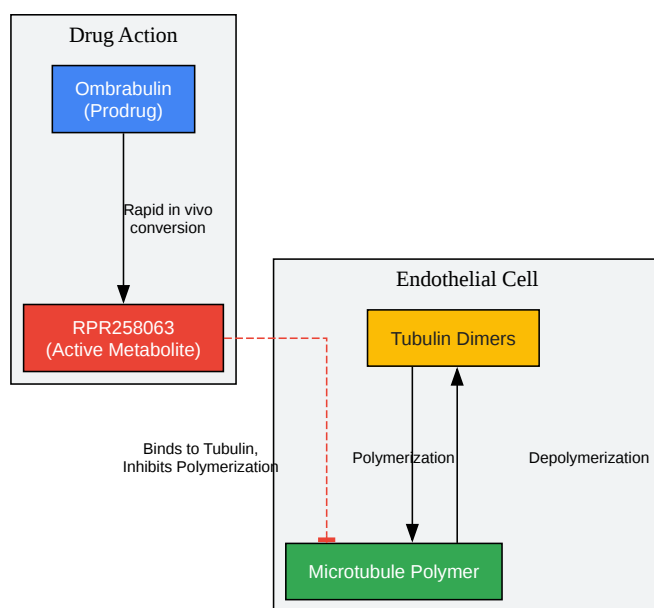 Drug Action
Ombrabulin
(Prodrug)
Rapid in vivo
conversion
RPR258063
(Active Metabolite)
Endothelial Cell
Tubulin Dimers
Binds to Tubulin,
Inhibits Polymerization
Polymerization
Depolymerization
Microtubule Polymer